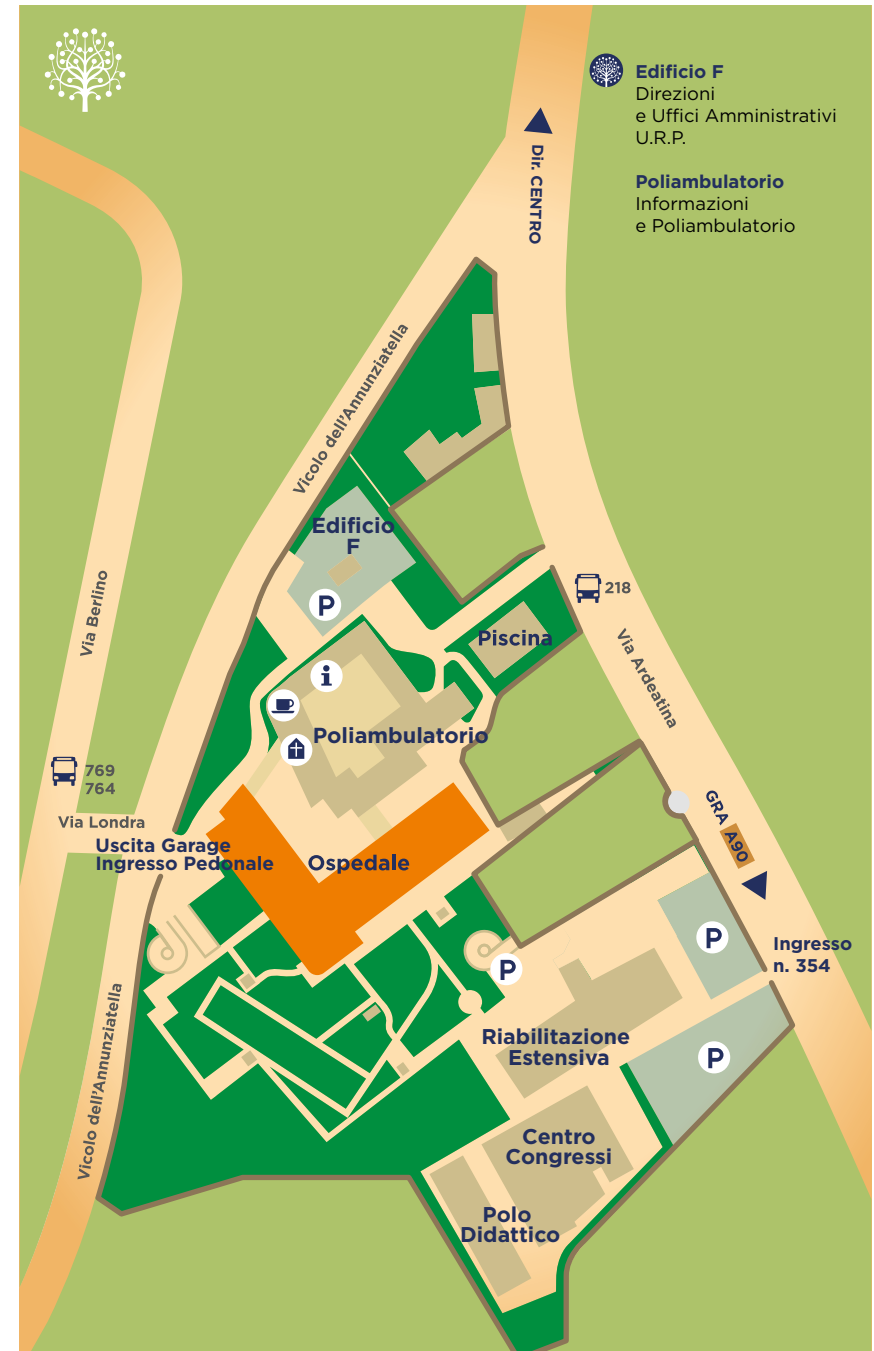 Edificio F
Direzioni
e Uffici Amministrativi
U.R.P.
Poliambulatorio
Informazioni
e Poliambulatorio
Dir. CENTRO
Vicolo dell'Annunziatella
Edificio
F
P
218
Via Berlino
Piscina
Via Ardeatina
i
Poliambulatorio
769
764
Via Londra
Uscita Garage
Ingresso Pedonale
Ospedale
GRA A90
P
Ingresso
n. 354
P
Riabilitazione
Estensiva
P
Vicolo dell'Annunziatella
Centro
Congressi
Polo
Didattico